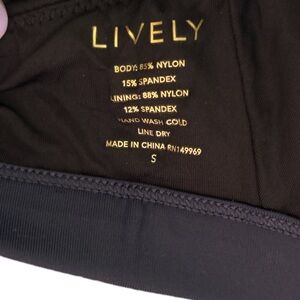 LIVELY
BODY: 85% NYLON
15% SPANDEX
LINING: 88% NYLON
12% SPANDEX
HAND WASH COLD
LINE DRY
MADE IN CHINA RN149969
S